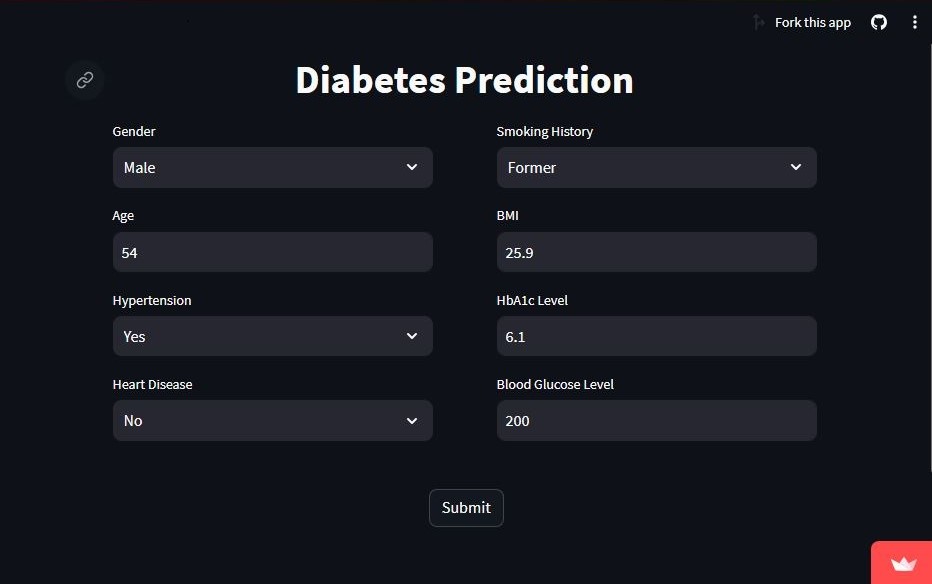 Fork this app
Diabetes Prediction
Gender
Male
Smoking History
Former
Age
54
BMI
25.9
Hypertension
Yes
HbA1c Level
6.1
Heart Disease
No
Blood Glucose Level
200
Submit